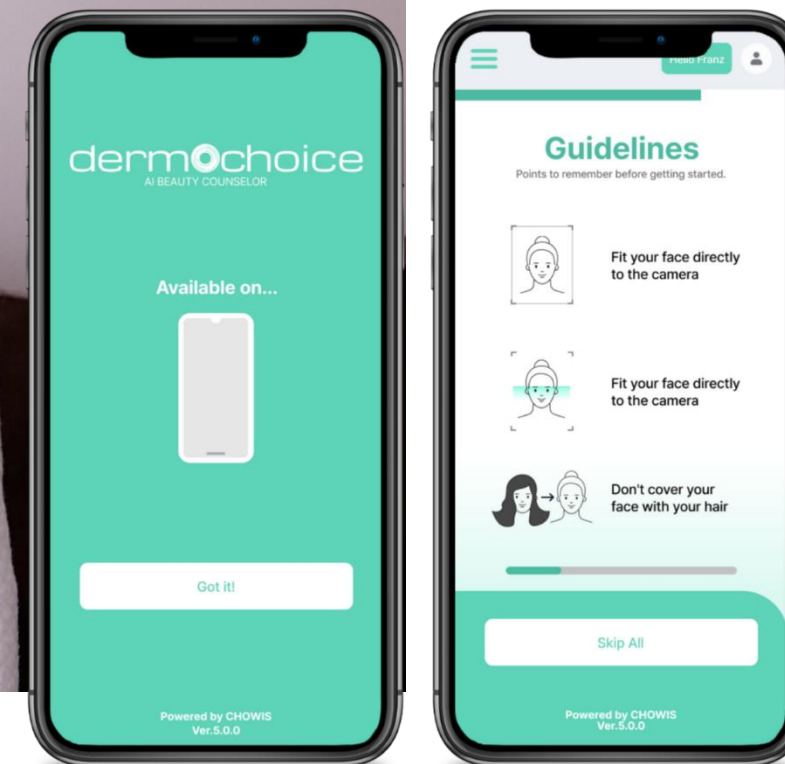 dermochoice
AI BEAUTY COUNSELOR
Available on...
Got it!
Powered by CHOWIS
Ver.5.0.0
Hello Franz
Guidelines
Points to remember before getting started.
Fit your face directly
to the camera
Fit your face directly
to the camera
Don't cover your
face with your hair
Skip All
Powered by CHOWIS
Ver.5.0.0